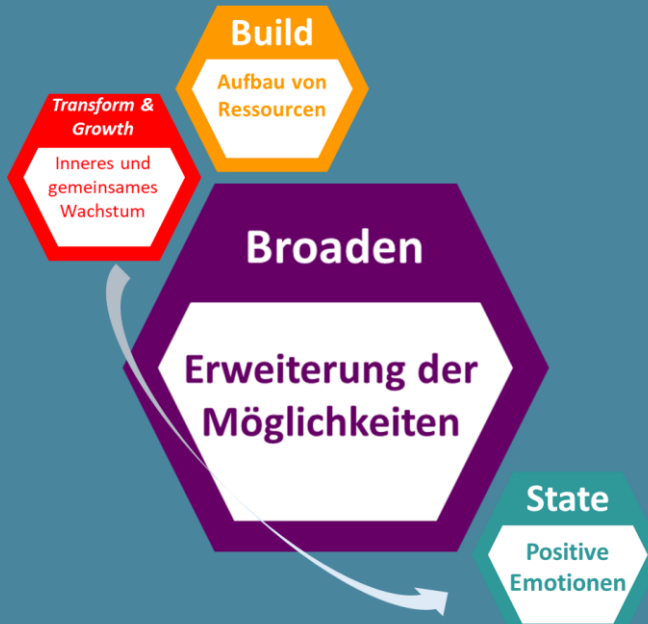 Build
Aufbau von
Ressourcen
Transform &
Growth
Inneres und
gemeinsames
Wachstum
Broaden
Erweiterung der
Möglichkeiten
State
Positive
Emotionen